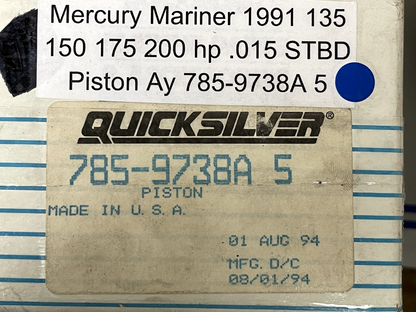 Mercury Mariner 1991 135
150 175 200 hp .015 STBD
Piston Ay 785-9738A 5
QUICKSILVER®
785-9738A 5
PISTON
MADE IN U. S. A.
01 AUG 94
MFG. D/C
08/01/94